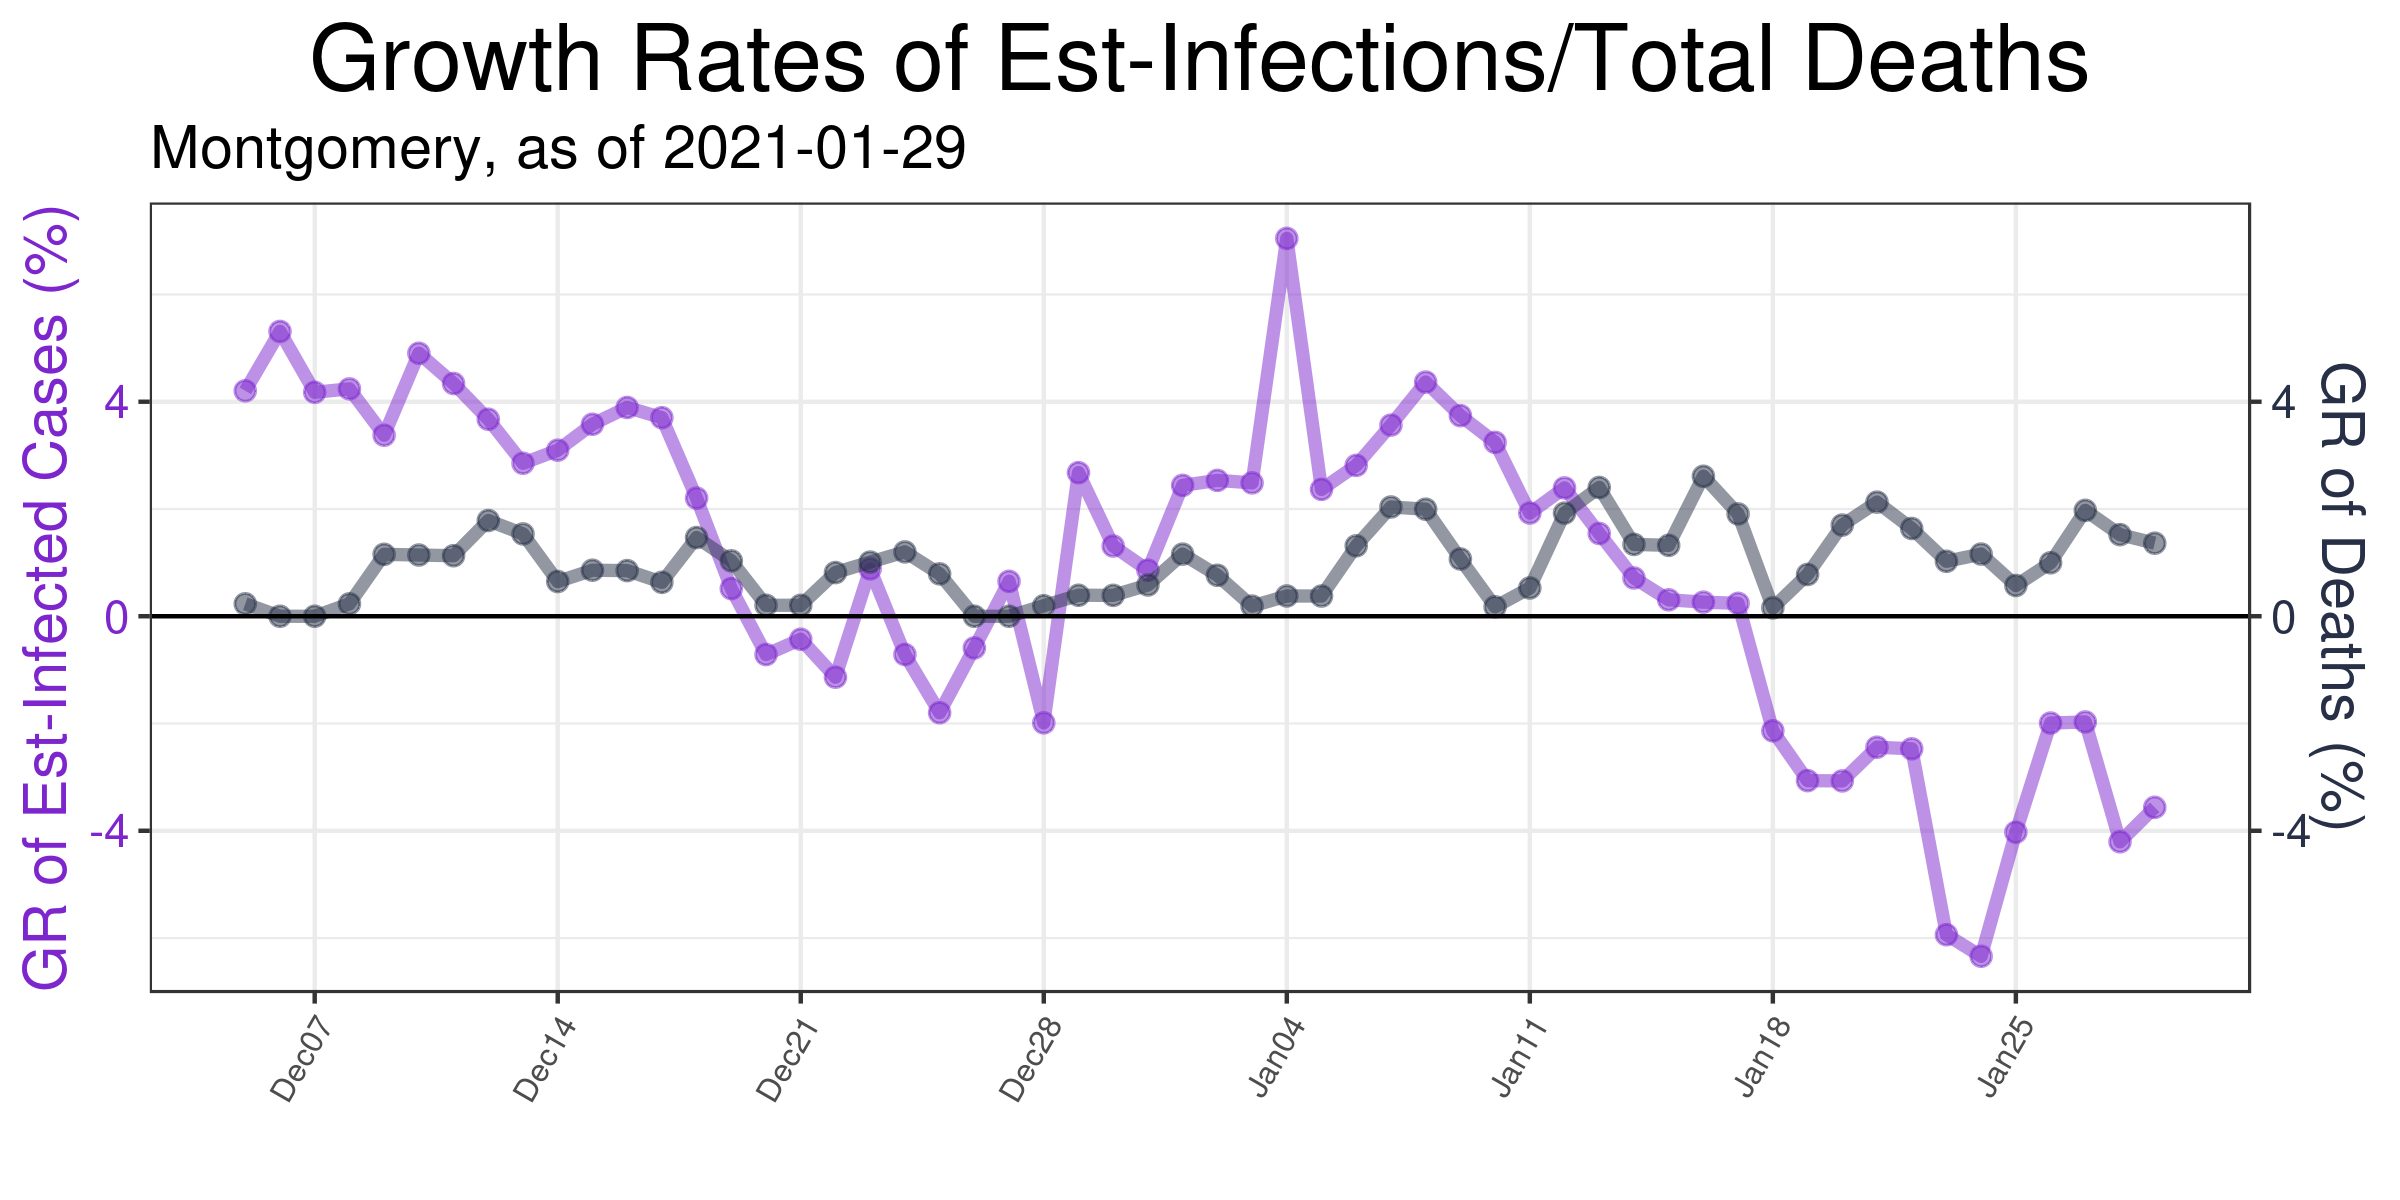 Growth Rates of Est-Infections/Total Deaths
Montgomery, as of 2021-01-29
GR of Est-Infected Cases (%)
4
0
-4
4
0
-4
GR of Deaths (%)
Dec07
Dec14
Dec21
Dec28
Jan04
Jan11
Jan18
Jan25